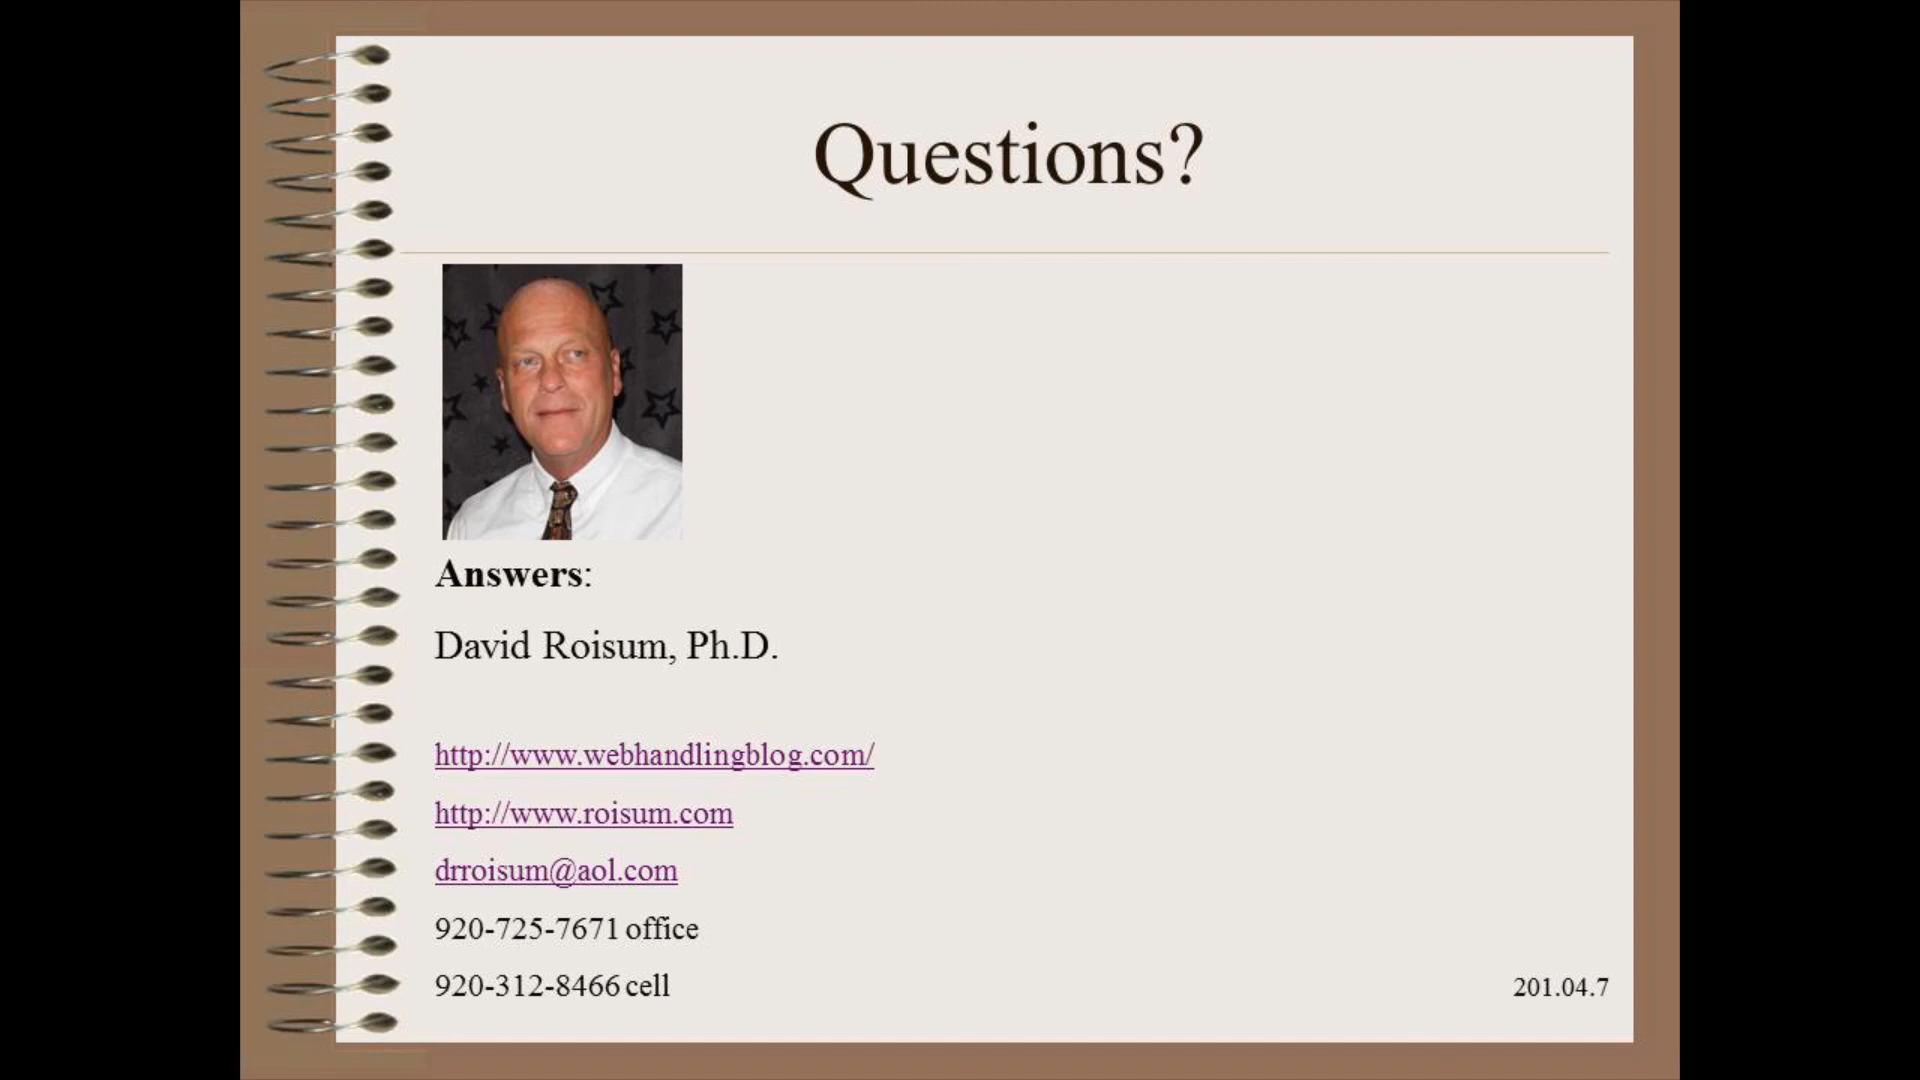 Questions?
Answers:
David Roisum, Ph.D.
http://www.webhandlingblog.com/
http://www.roisum.com
drroisum@aol.com
920-725-7671 office
920-312-8466 cell
201.04.7